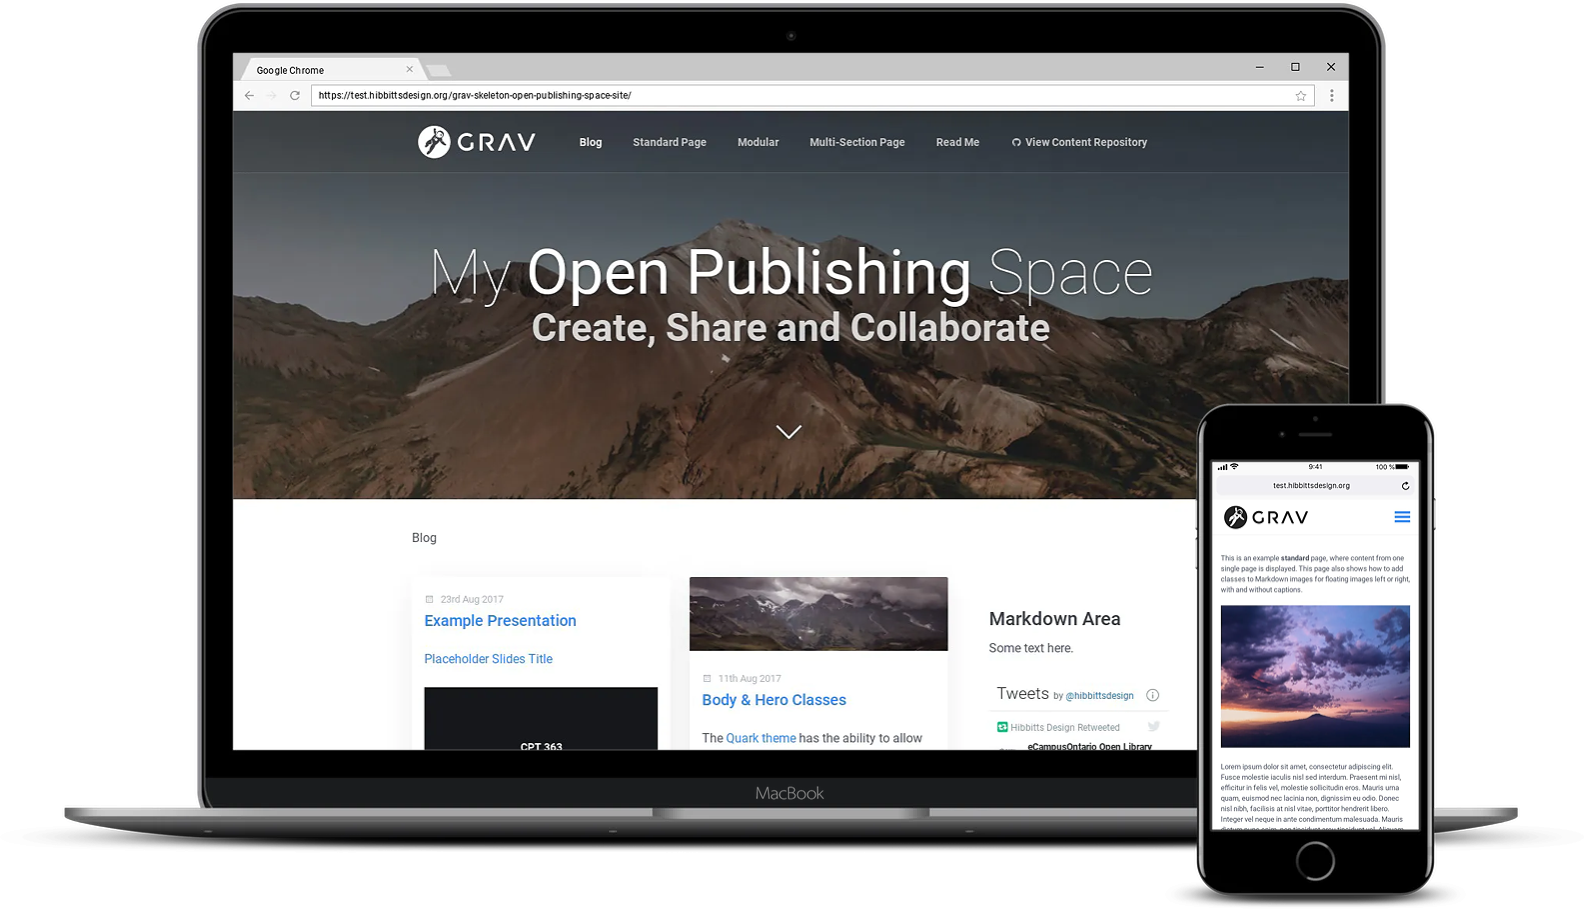 Google Chrome
https://test.hibbittsdesign.org/grav-skeleton-open-publishing-space-site/
GRAV
Blog
Standard Page
Modular
Multi-Section Page
Read Me
View Content Repository
My Open Publishing Space
Create, Share and Collaborate
Blog
23rd Aug 2017
Example Presentation
Placeholder Slides Title
CPT 363
11th Aug 2017
Body & Hero Classes
The Quark theme has the ability to allow
Markdown Area
Some text here.
Tweets by @hibbittsdesign
Hibbitts Design Retweeted
eCampusOntario Open Library
MacBook
9:41
100 %
test.hibbittsdesign.org
GRAV
This is an example standard page, where content from one
single page is displayed. This page also shows how to add
classes to Markdown images for floating images left or right,
with and without captions.
Lorem ipsum dolor sit amet, consectetur adipiscing elit.
Fusce molestie iaculis nisl sed interdum. Praesent mi nisl,
efficitur in felis vel, molestie sollicitudin eros. Mauris urna
quam, euismod nec lacinia non, dignissim eu odio. Donec
nisl nibh, facilisis at nisl vitae, porttitor hendrerit libero.
Integer vel neque in ante condimentum malesuada. Mauris